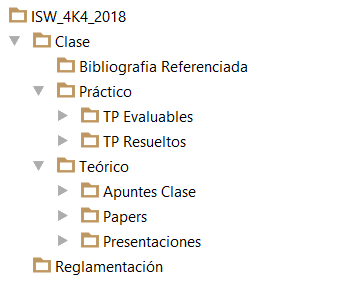 ISW_4K4_2018
Clase
Bibliografia Referenciada
Práctico
TP Evaluables
TP Resueltos
Teórico
Apuntes Clase
Papers
Presentaciones
Reglamentación